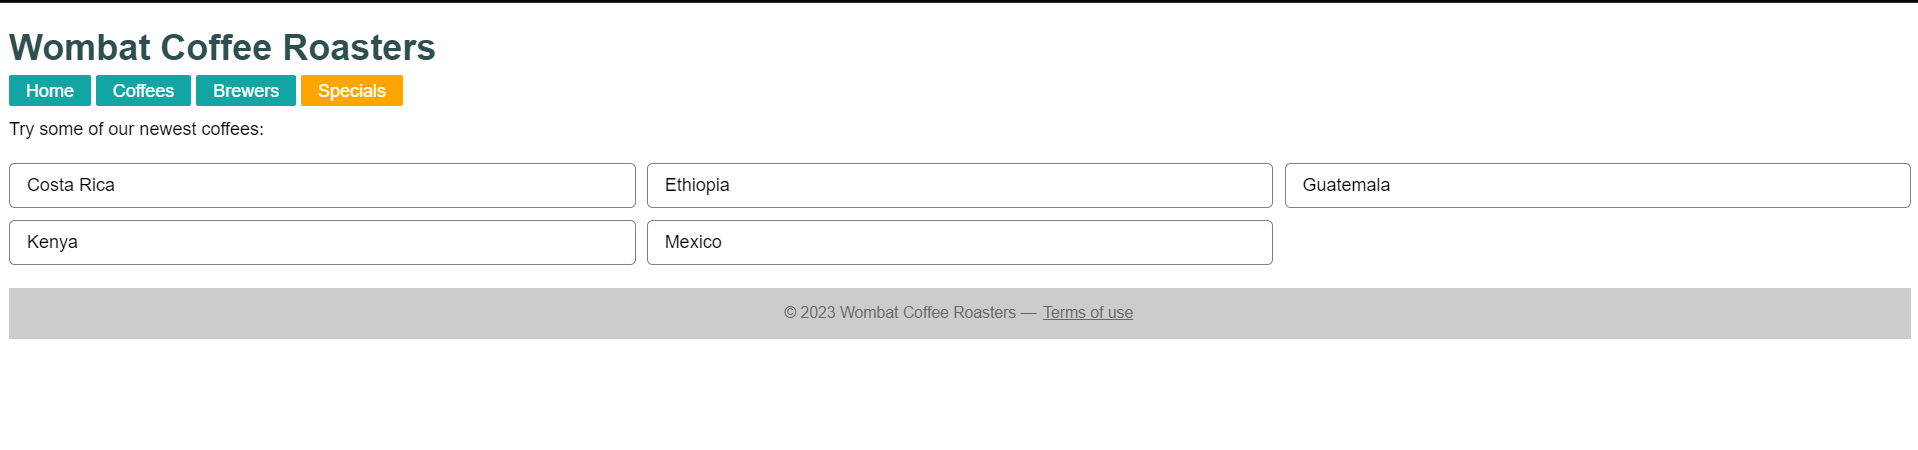 Wombat Coffee Roasters
Home Coffees Brewers Specials
Try some of our newest coffees:
Costa Rica Ethiopia Guatemala
Kenya Mexico
© 2023 Wombat Coffee Roasters — Terms of use